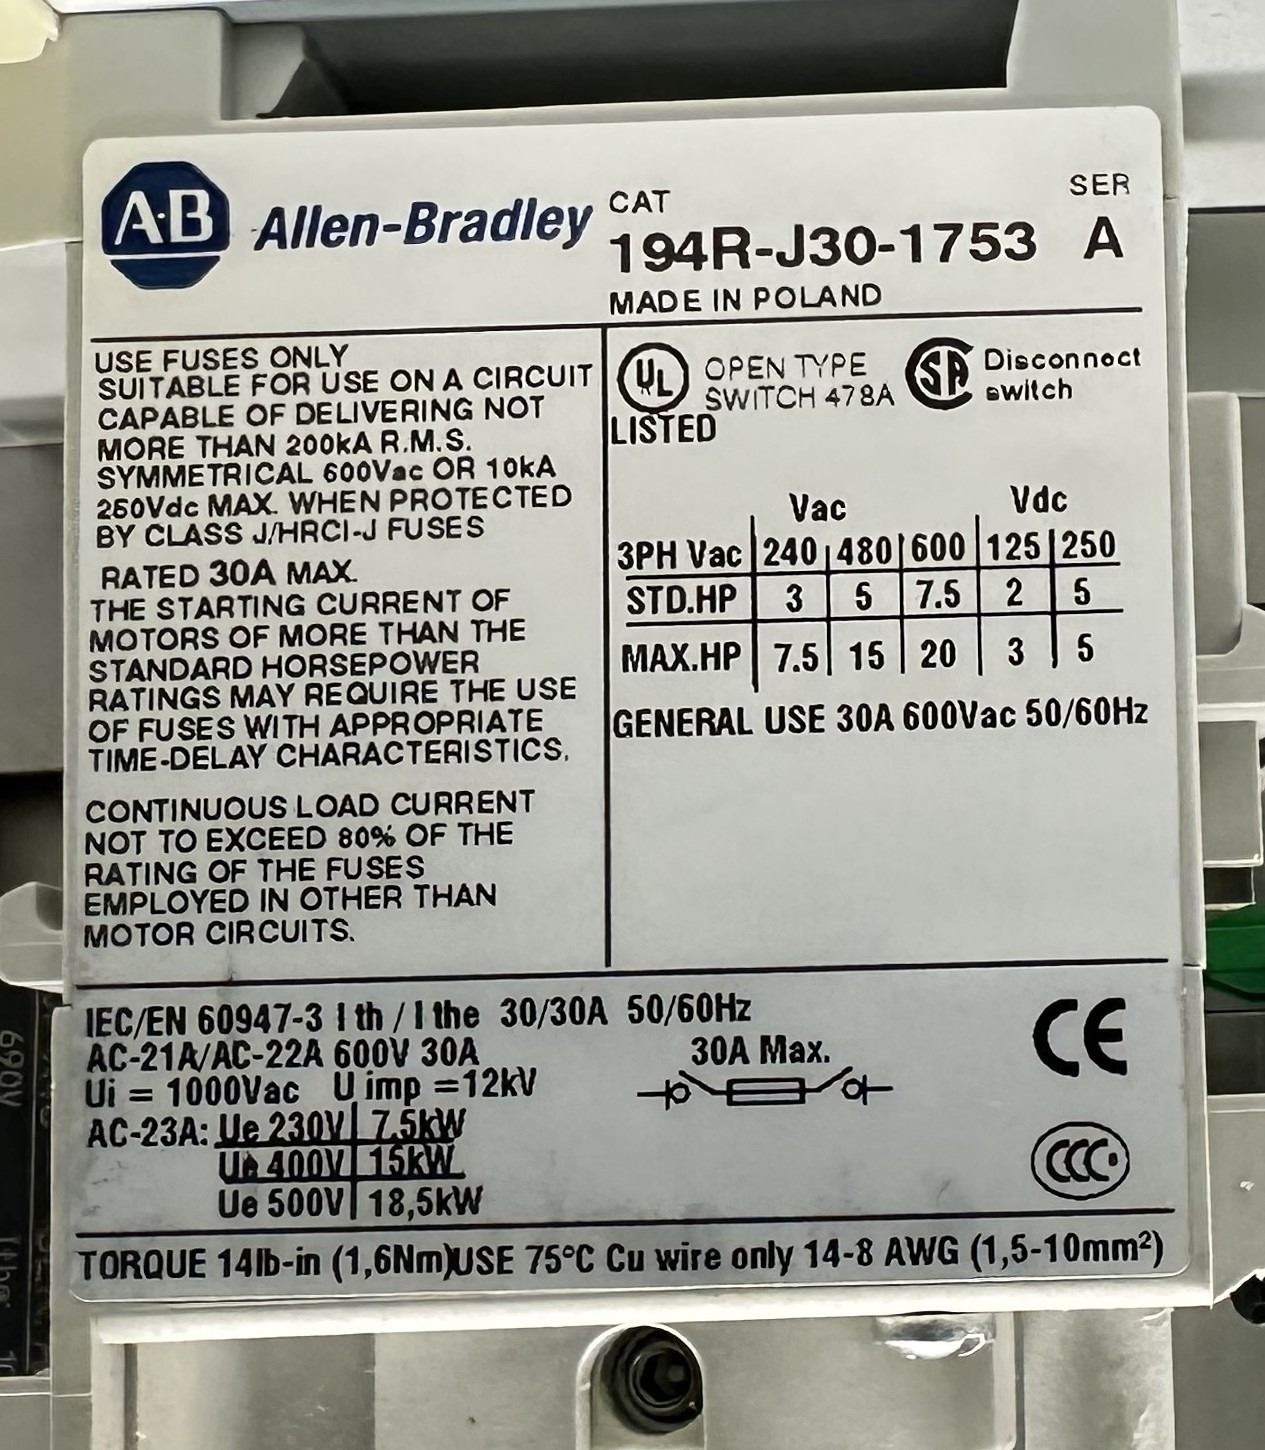 A·B Allen-Bradley
CAT
194R-J30-1753
SER
A
MADE IN POLAND
USE FUSES ONLY
SUITABLE FOR USE ON A CIRCUIT
CAPABLE OF DELIVERING NOT
MORE THAN 200kA R.M.S.
SYMMETRICAL 600Vac OR 10kA
250Vdc MAX. WHEN PROTECTED
BY CLASS J/HRCI-J FUSES
RATED 30A MAX.
THE STARTING CURRENT OF
MOTORS OF MORE THAN THE
STANDARD HORSEPOWER
RATINGS MAY REQUIRE THE USE
OF FUSES WITH APPROPRIATE
TIME-DELAY CHARACTERISTICS.
CONTINUOUS LOAD CURRENT
NOT TO EXCEED 80% OF THE
RATING OF THE FUSES
EMPLOYED IN OTHER THAN
MOTOR CIRCUITS.
UL
LISTED
OPEN TYPE
SWITCH 478A
SA
Disconnect
switch
Vac Vdc
3PH Vac 240 480 600 125 250
STD.HP 3 5 7.5 2 5
MAX.HP 7.5 15 20 3 5
GENERAL USE 30A 600Vac 50/60Hz
IEC/EN 60947-3 I th / I the 30/30A 50/60Hz
AC-21A/AC-22A 600V 30A
Ui = 1000Vac U imp =12kV
AC-23A: Ue 230V 7.5kW
Ue 400V 15kW
Ue 500V 18,5kW
30A Max.
CE
CCC
TORQUE 14lb-in (1,6Nm)USE 75°C Cu wire only 14-8 AWG (1,5-10mm²)
690V